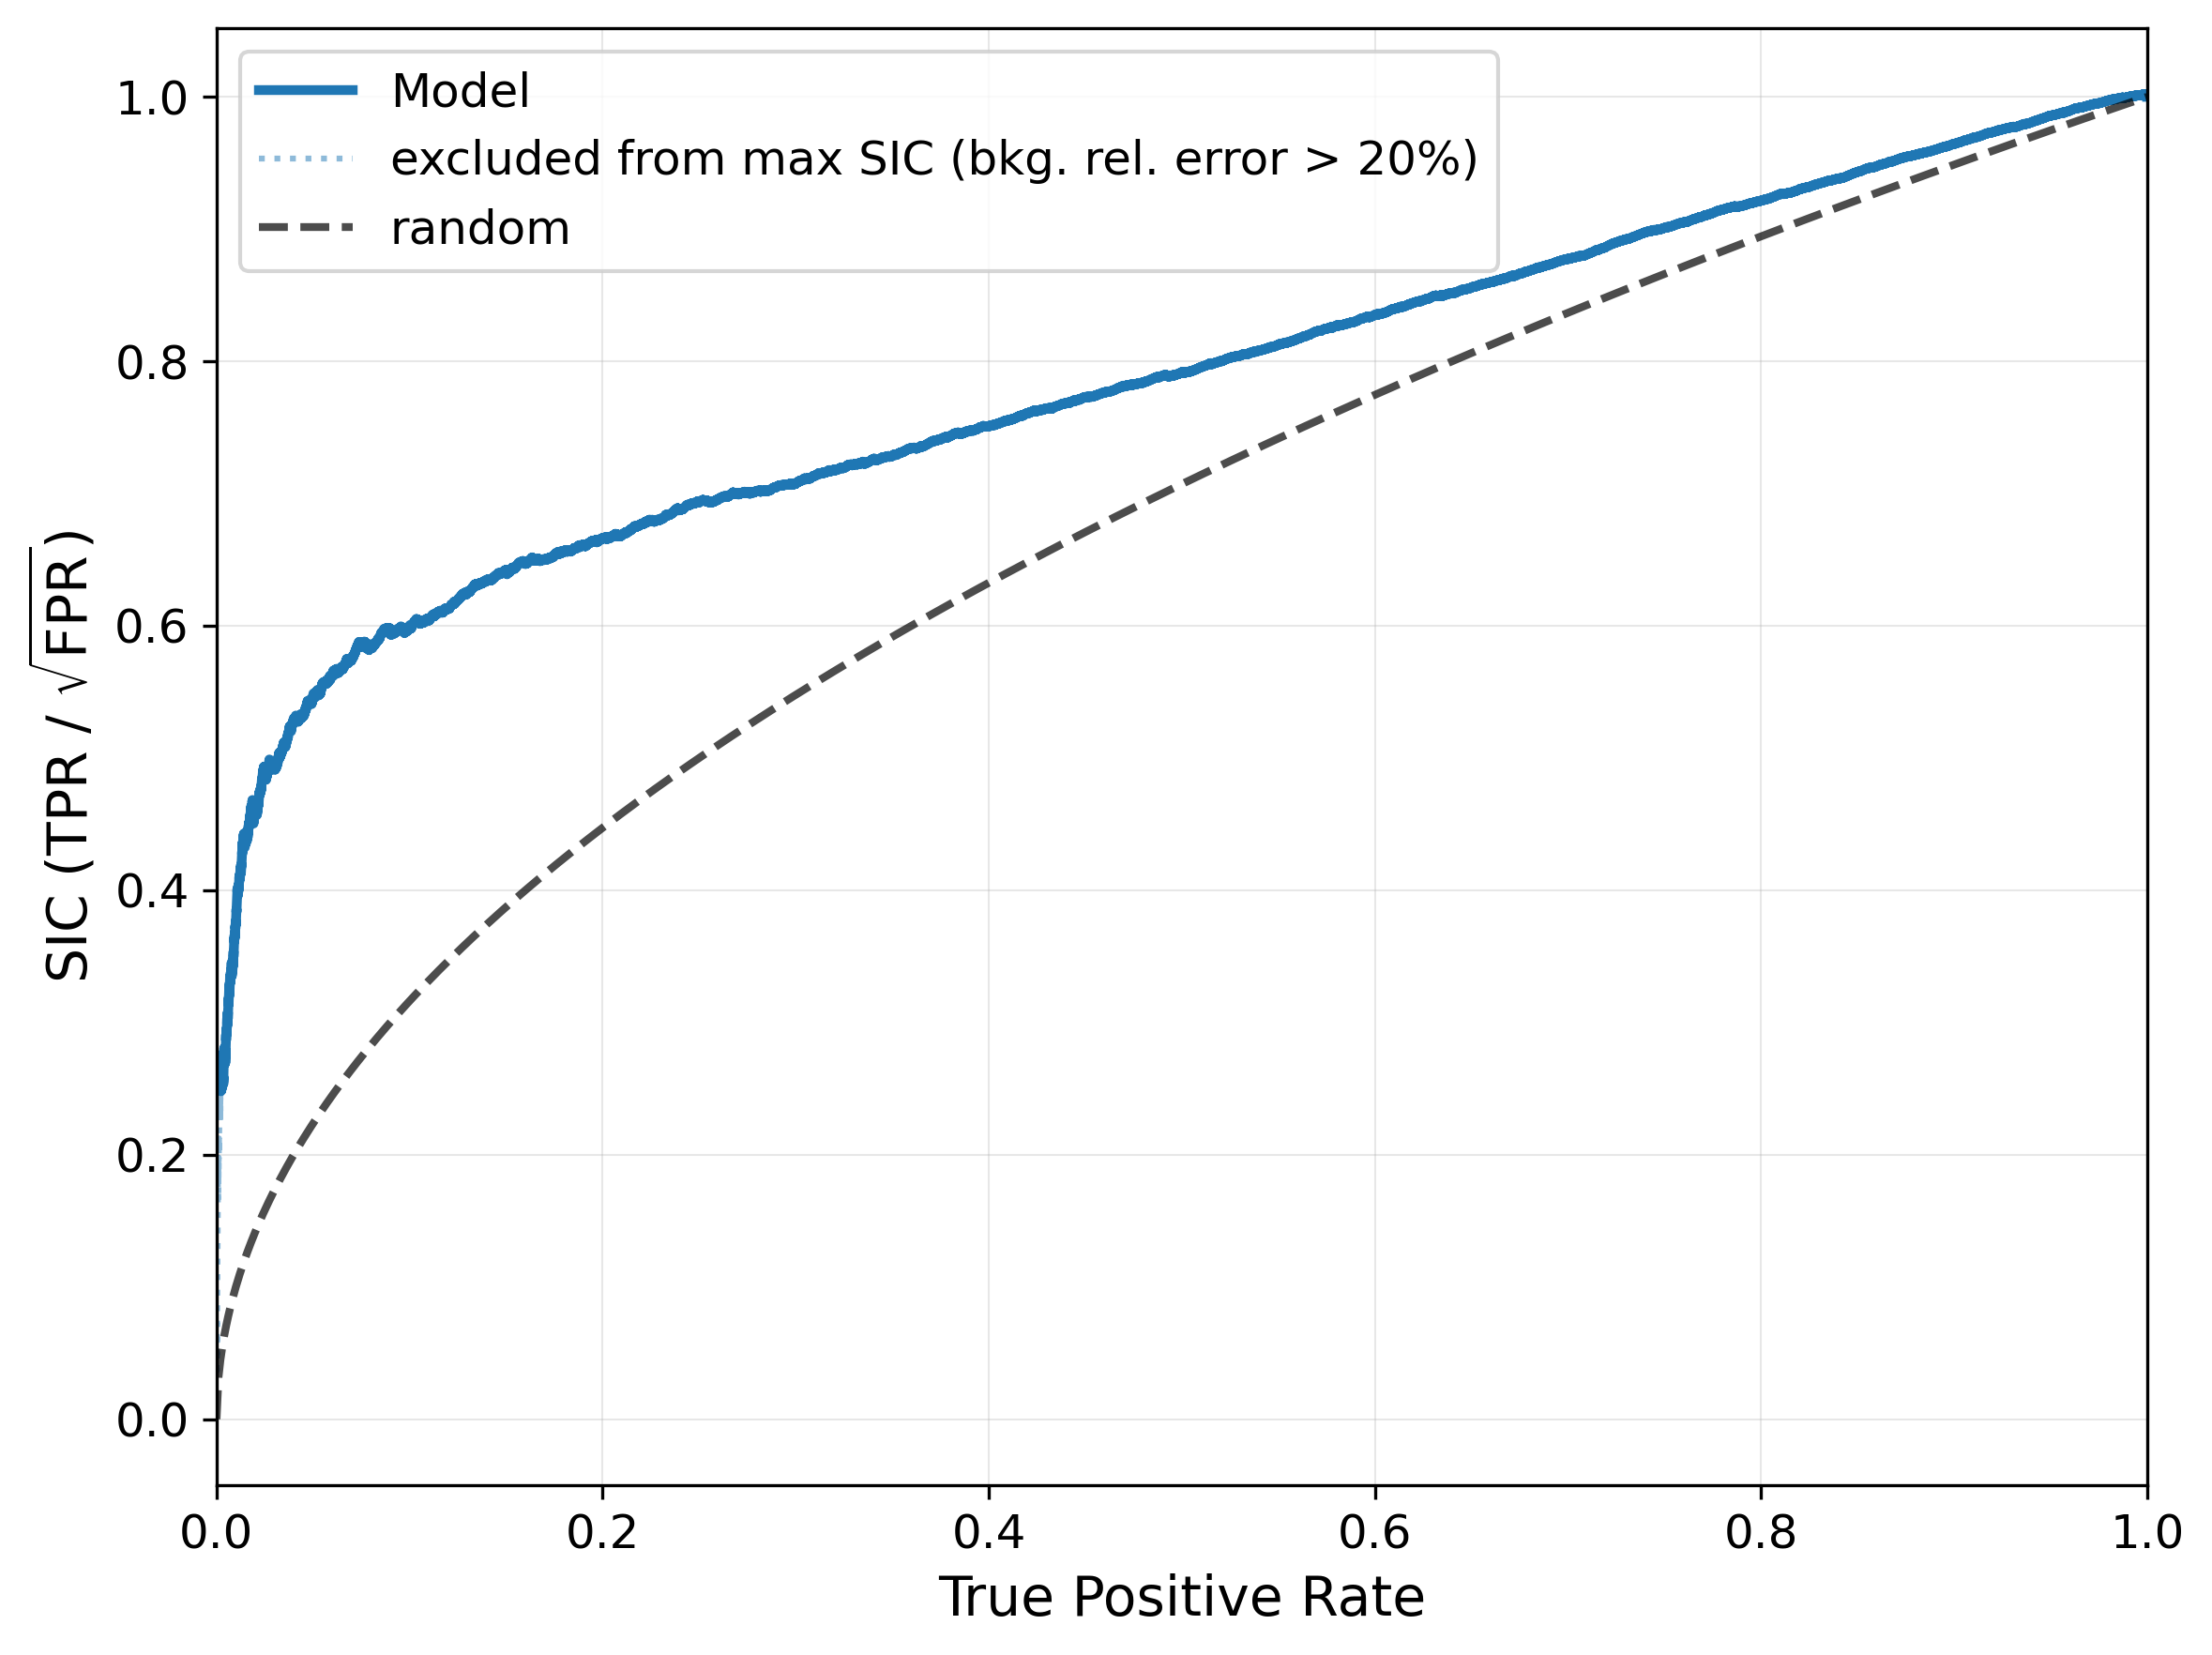 Model
excluded from max SIC (bkg. rel. error > 20%)
random
SIC (TPR / √FPR)
1.0
0.8
0.6
0.4
0.2
0.0
0.0 0.2 0.4 0.6 0.8 1.0
True Positive Rate